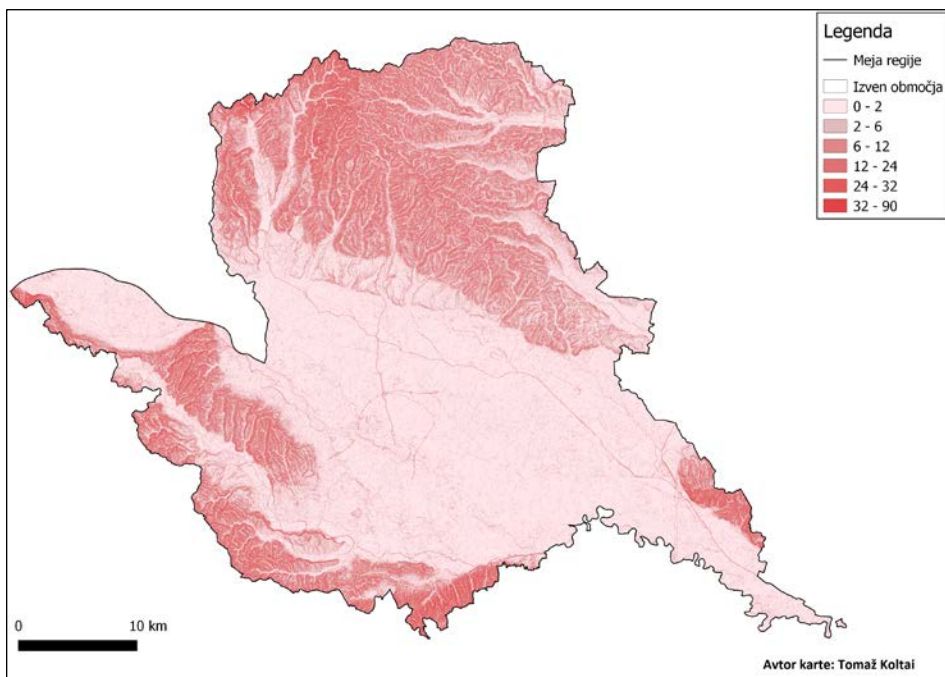 Legenda
Meja regije
Izven območja
0 - 2
2 - 6
6 - 12
12 - 24
24 - 32
32 - 90
0 10 km
Avtor karte: Tomaž Koltai